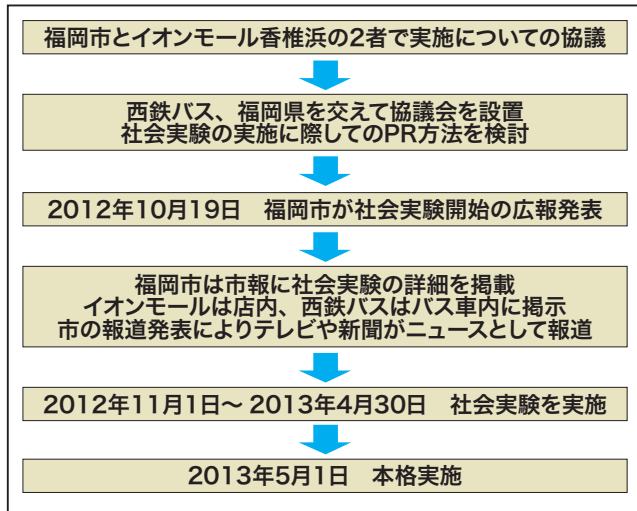 福岡市とイオンモール香椎浜の2者で実施についての協議
西鉄バス、福岡県を交えて協議会を設置
社会実験の実施に際してのPR方法を検討
2012年10月19日　福岡市が社会実験開始の広報発表
福岡市は市報に社会実験の詳細を掲載
イオンモールは店内、西鉄バスはバス車内に掲示
市の報道発表によりテレビや新聞がニュースとして報道
2012年11月1日〜2013年4月30日　社会実験を実施
2013年5月1日　本格実施